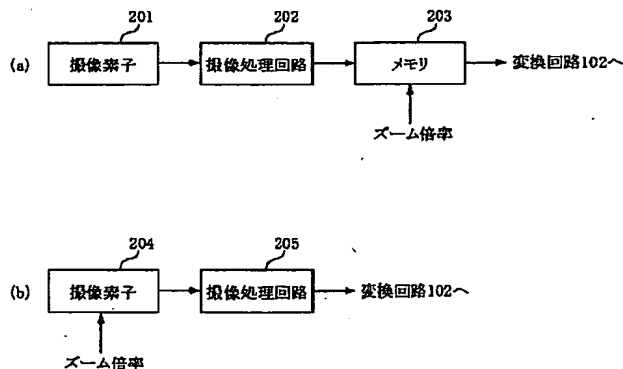 201
202
203
(a)
撮像素子
撮像処理回路
メモリ
変換回路102へ
ズーム倍率
204
205
(b)
撮像素子
撮像処理回路
変換回路102へ
ズーム倍率